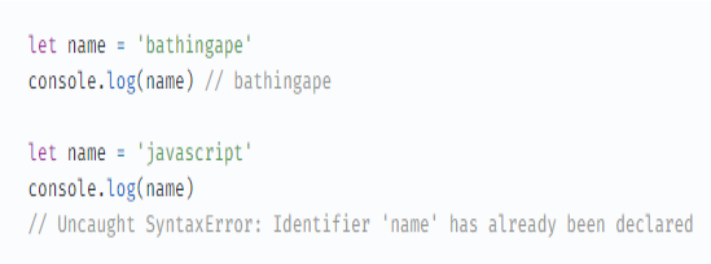 let name = 'bathingape'
console.log(name) // bathingape
let name = 'javascript'
console.log(name)
// Uncaught SyntaxError: Identifier 'name' has already been declared